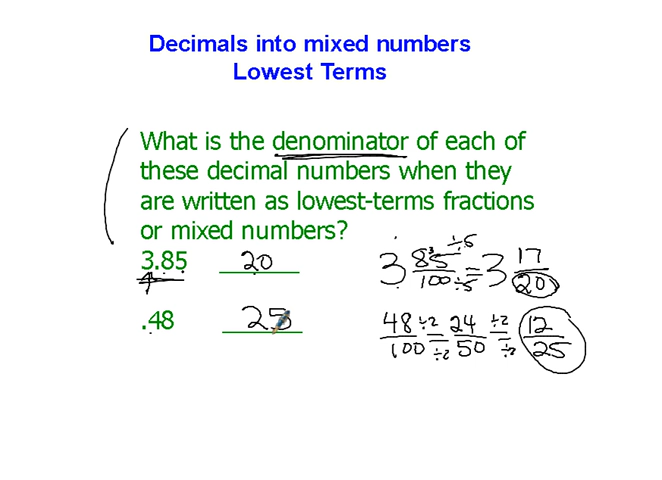 Decimals into mixed numbers
Lowest Terms
What is the denominator of each of
these decimal numbers when they
are written as lowest-terms fractions
or mixed numbers?
3.85 20
3 85/100 ÷5 ÷5 = 3 17/20
.48 25
48/100 ÷2 ÷2 = 24/50 ÷2 ÷2 = 12/25